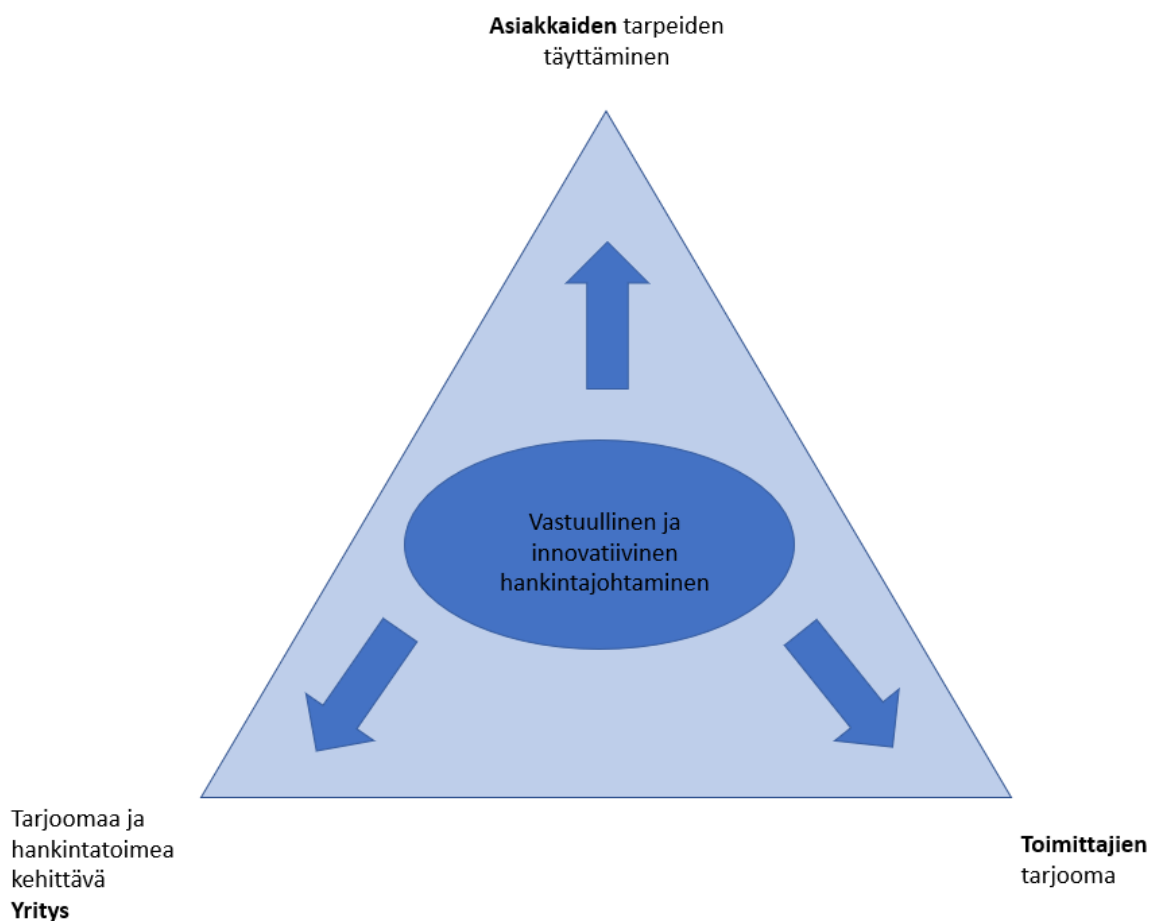 Asiakkaiden tarpeiden
täyttäminen
Vastuullinen ja
innovatiivinen
hankintajohtaminen
Tarjoomaa ja
hankintatoimea
kehittävä
Yritys
Toimittajien
tarjooma